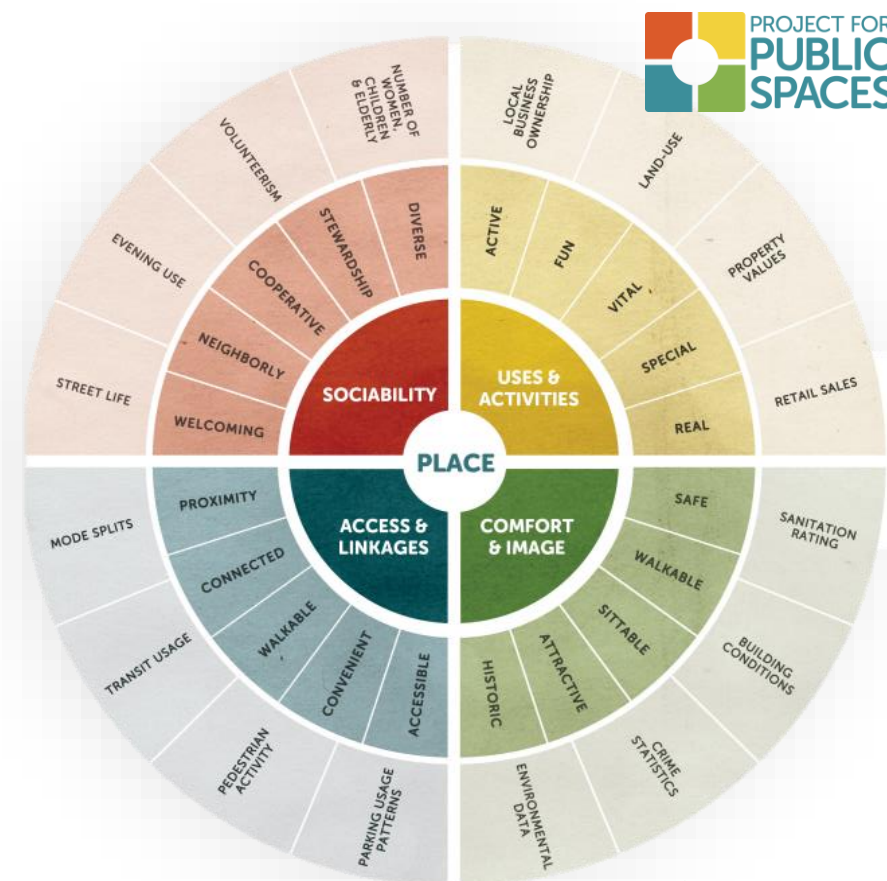 PROJECT FOR
PUBLIC
SPACES
NUMBER OF
WOMEN,
CHILDREN
& ELDERLY
VOLUNTEERISM
EVENING USE
STREET LIFE
DIVERSE
STEWARDSHIP
COOPERATIVE
NEIGHBORLY
WELCOMING
SOCIABILITY
LOCAL
BUSINESS
OWNERSHIP
LAND-USE
PROPERTY
VALUES
RETAIL SALES
ACTIVE
FUN
VITAL
SPECIAL
REAL
USES &
ACTIVITIES
PLACE
ACCESS &
LINKAGES
PROXIMITY
CONNECTED
WALKABLE
CONVENIENT
ACCESSIBLE
MODE SPLITS
TRANSIT USAGE
PEDESTRIAN
ACTIVITY
PARKING USAGE
PATTERNS
COMFORT
& IMAGE
SAFE
WALKABLE
SITTABLE
ATTRACTIVE
HISTORIC
SANITATION
RATING
BUILDING
CONDITIONS
CRIME
STATISTICS
ENVIRONMENTAL
DATA